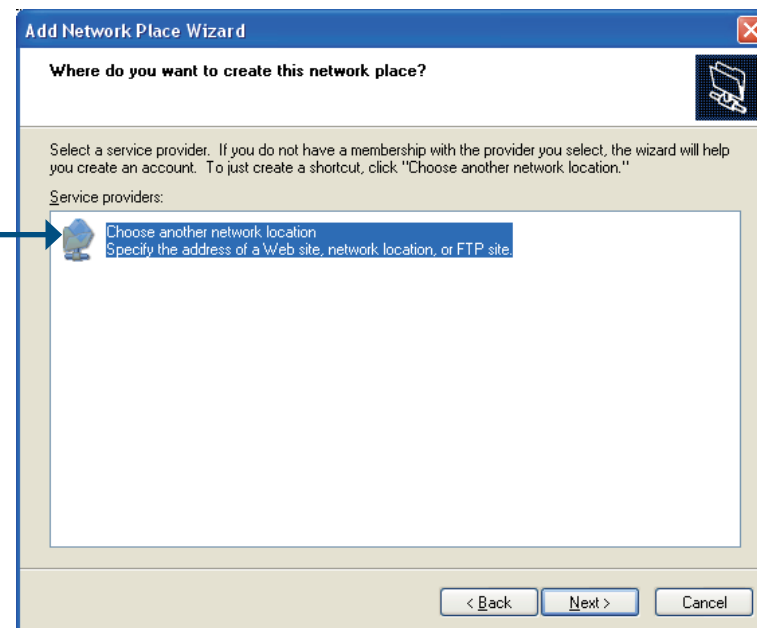 Add Network Place Wizard
Where do you want to create this network place?
Select a service provider. If you do not have a membership with the provider you select, the wizard will help
you create an account. To just create a shortcut, click "Choose another network location."
Service providers:
Choose another network location
Specify the address of a Web site, network location, or FTP site.
< Back Next > Cancel